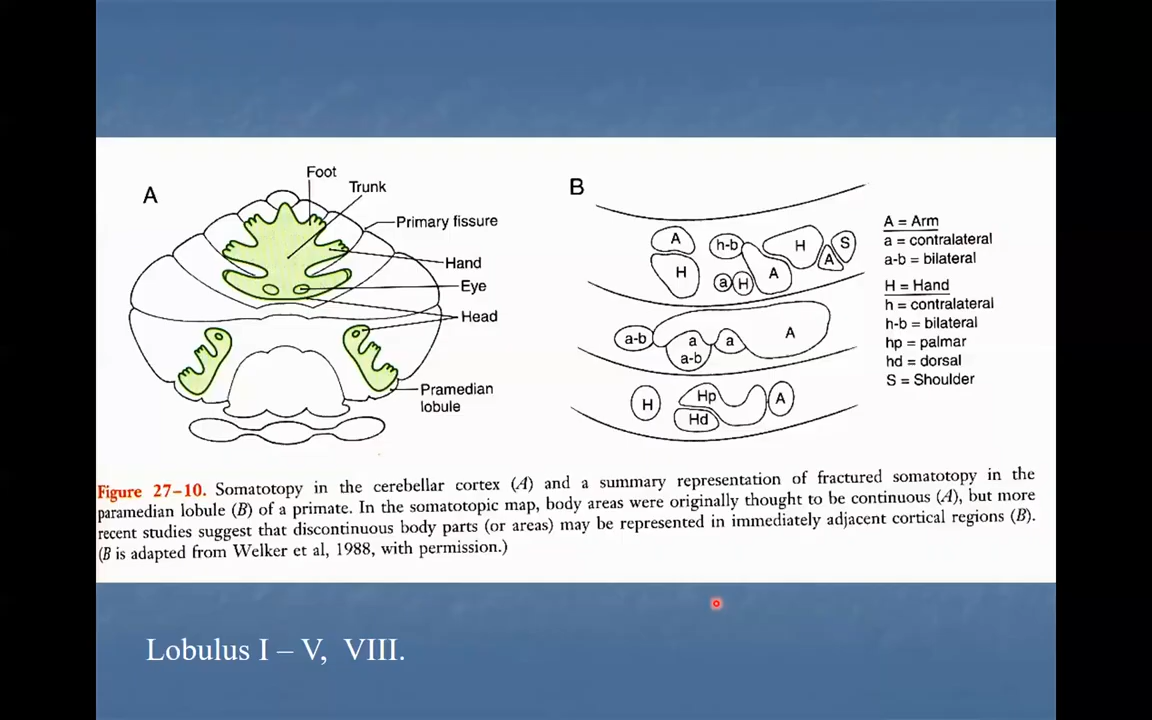 A
Foot
Trunk
Primary fissure
Hand
Eye
Head
Pramedian
lobule
B
A
H
h-b
a
H
A
H
A
S
a-b
a
a-b
a
A
H
Hp
Hd
A
A = Arm
a = contralateral
a-b = bilateral
H = Hand
h = contralateral
h-b = bilateral
hp = palmar
hd = dorsal
S = Shoulder
Figure 27–10. Somatotopy in the cerebellar cortex (A) and a summary representation of fractured somatotopy in the
paramedian lobule (B) of a primate. In the somatotopic map, body areas were originally thought to be continuous (A), but more
recent studies suggest that discontinuous body parts (or areas) may be represented in immediately adjacent cortical regions (B).
(B is adapted from Welker et al, 1988, with permission.)
Lobulus I – V, VIII.